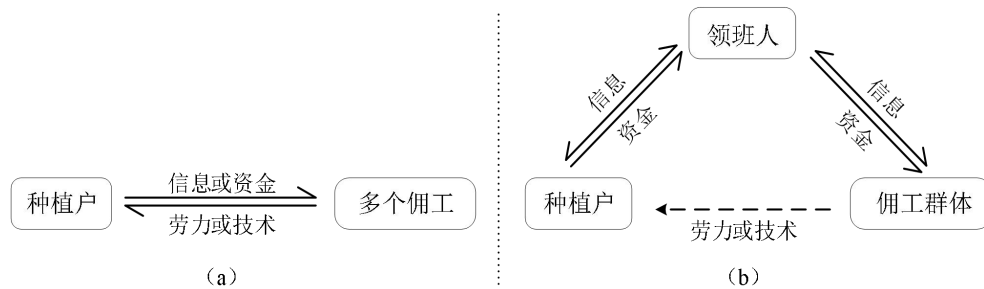 种植户
信息或资金
劳力或技术
多个佣工
（a）
领班人
信息
资金
信息
资金
种植户
劳力或技术
佣工群体
（b）